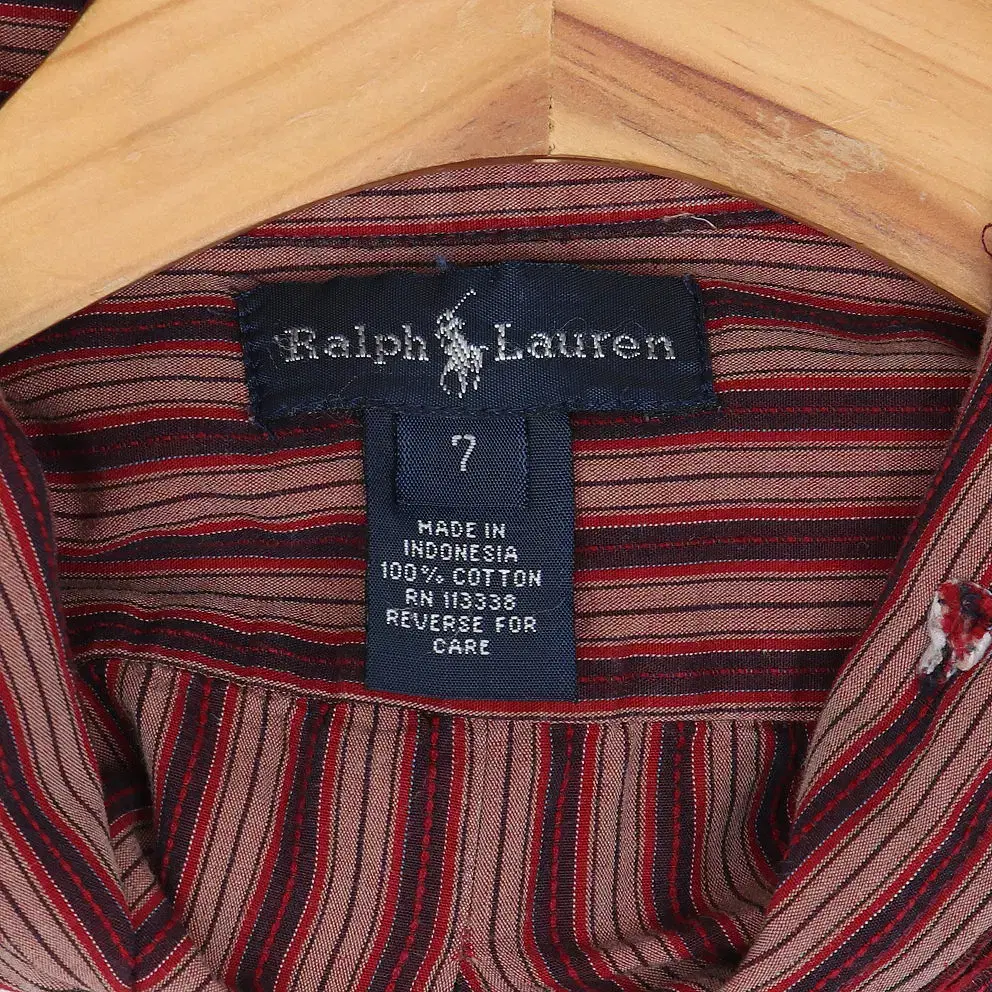 Ralph Lauren
7
MADE IN
INDONESIA
100% COTTON
RN 113338
REVERSE FOR
CARE